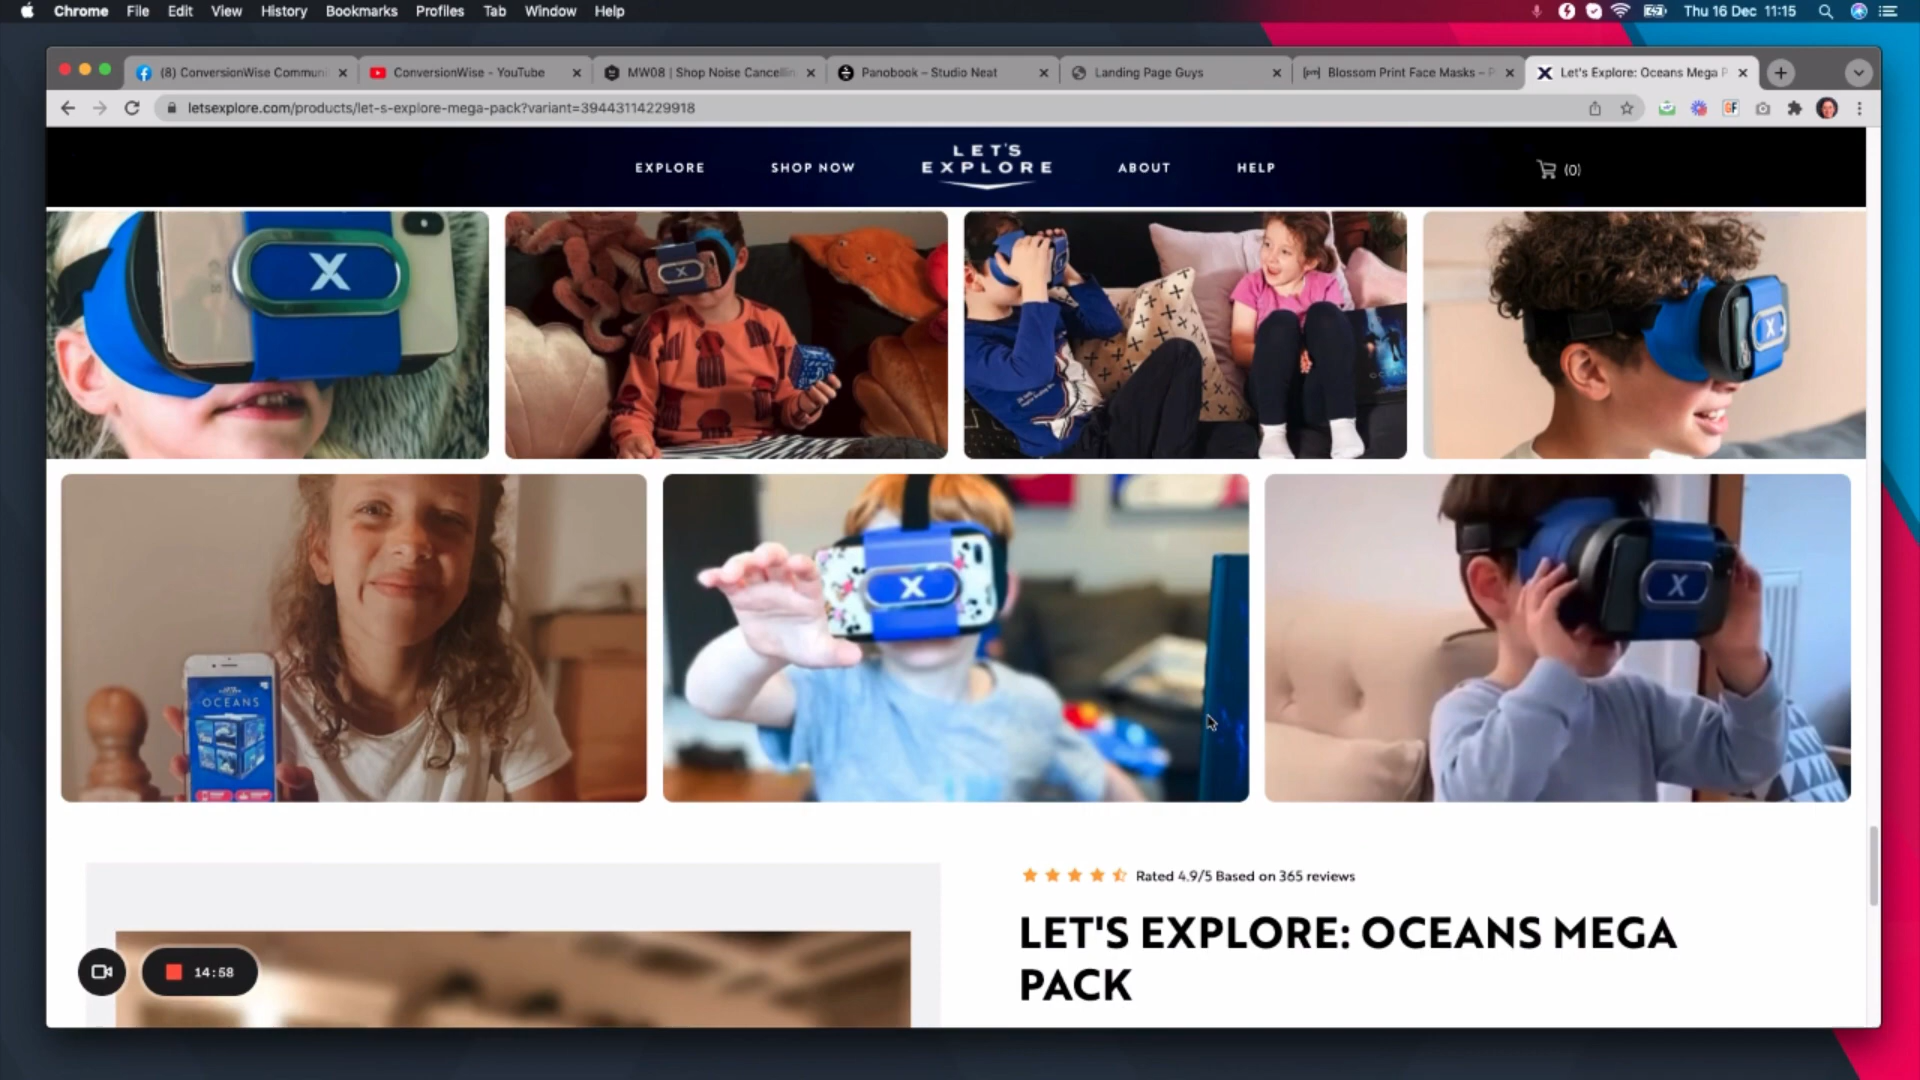 Chrome File Edit View History Bookmarks Profiles Tab Window Help Thu 16 Dec 11:15
(8) ConversionWise Communi ConversionWise - YouTube MW08 | Shop Noise Cancellin Panobook – Studio Neat Landing Page Guys Blossom Print Face Masks – P Let's Explore: Oceans Mega P
letsexplore.com/products/let-s-explore-mega-pack?variant=39443114229918
EXPLORE SHOP NOW LET'S EXPLORE ABOUT HELP (0)
X
X
X
OCEANS
X
X
OCEANS
Rated 4.9/5 Based on 365 reviews
LET'S EXPLORE: OCEANS MEGA
PACK
14:58